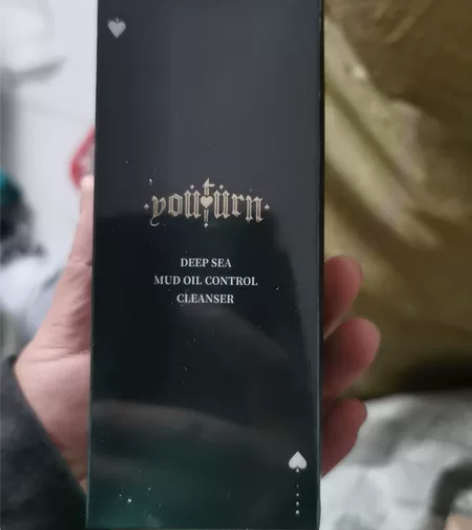 youturn
DEEP SEA
MUD OIL CONTROL
CLEANSER